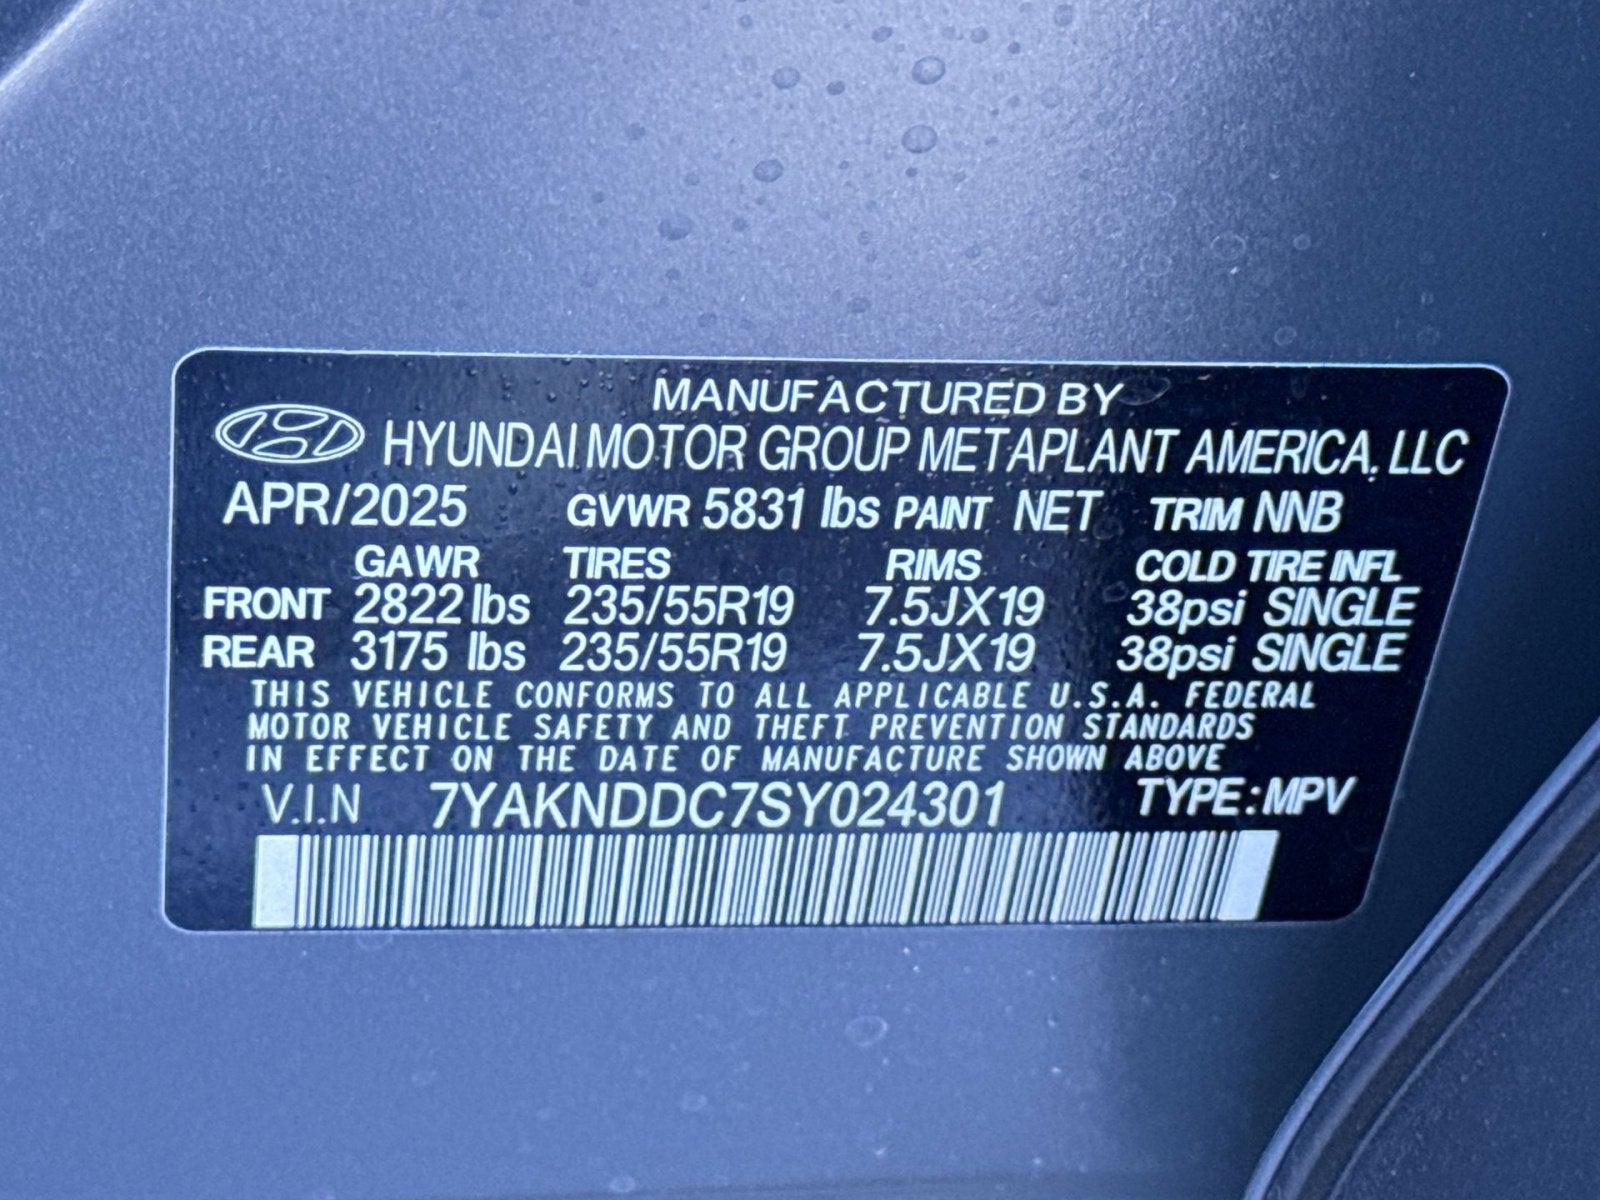 MANUFACTURED BY
HYUNDAI MOTOR GROUP METAPLANT AMERICA, LLC
APR/2025 GVWR 5831 lbs PAINT NET TRIM NNB
GAWR TIRES RIMS COLD TIRE INFL
FRONT 2822 lbs 235/55R19 7.5JX19 38psi SINGLE
REAR 3175 lbs 235/55R19 7.5JX19 38psi SINGLE
THIS VEHICLE CONFORMS TO ALL APPLICABLE U.S.A. FEDERAL
MOTOR VEHICLE SAFETY AND THEFT PREVENTION STANDARDS
IN EFFECT ON THE DATE OF MANUFACTURE SHOWN ABOVE
V.I.N 7YAKNDDC7SY024301 TYPE:MPV